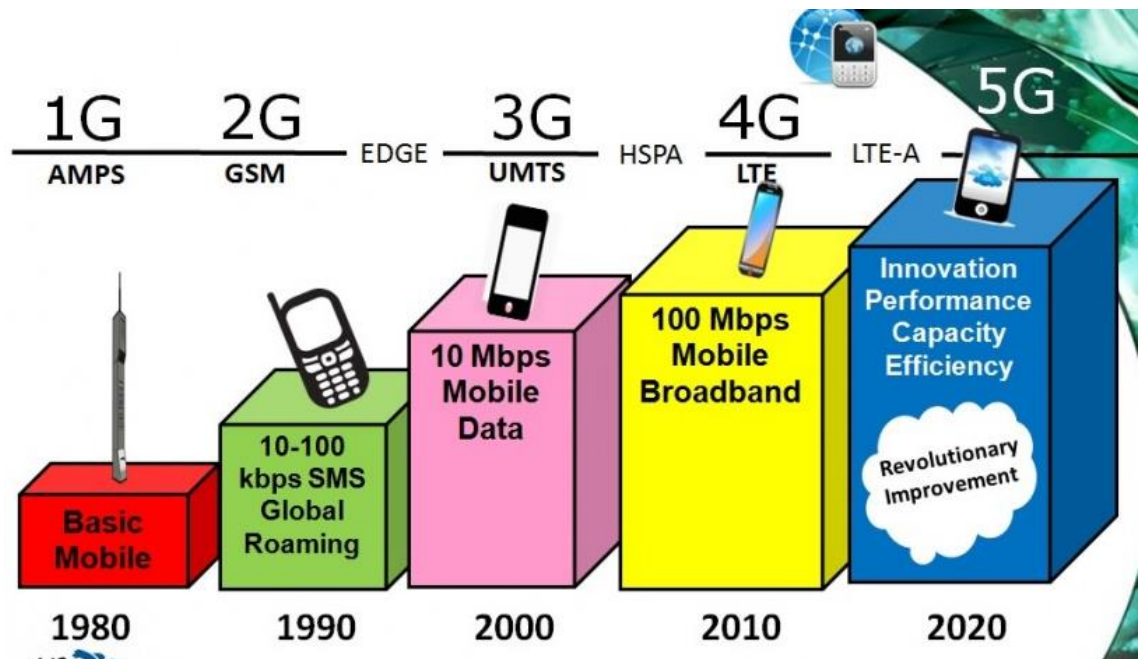 1G
2G
3G
4G
5G
EDGE
HSPA
LTE-A
AMPS
GSM
UMTS
LTE
Basic
Mobile
10-100
kbps SMS
Global
Roaming
10 Mbps
Mobile
Data
100 Mbps
Mobile
Broadband
Innovation
Performance
Capacity
Efficiency
Revolutionary
Improvement
1980
1990
2000
2010
2020